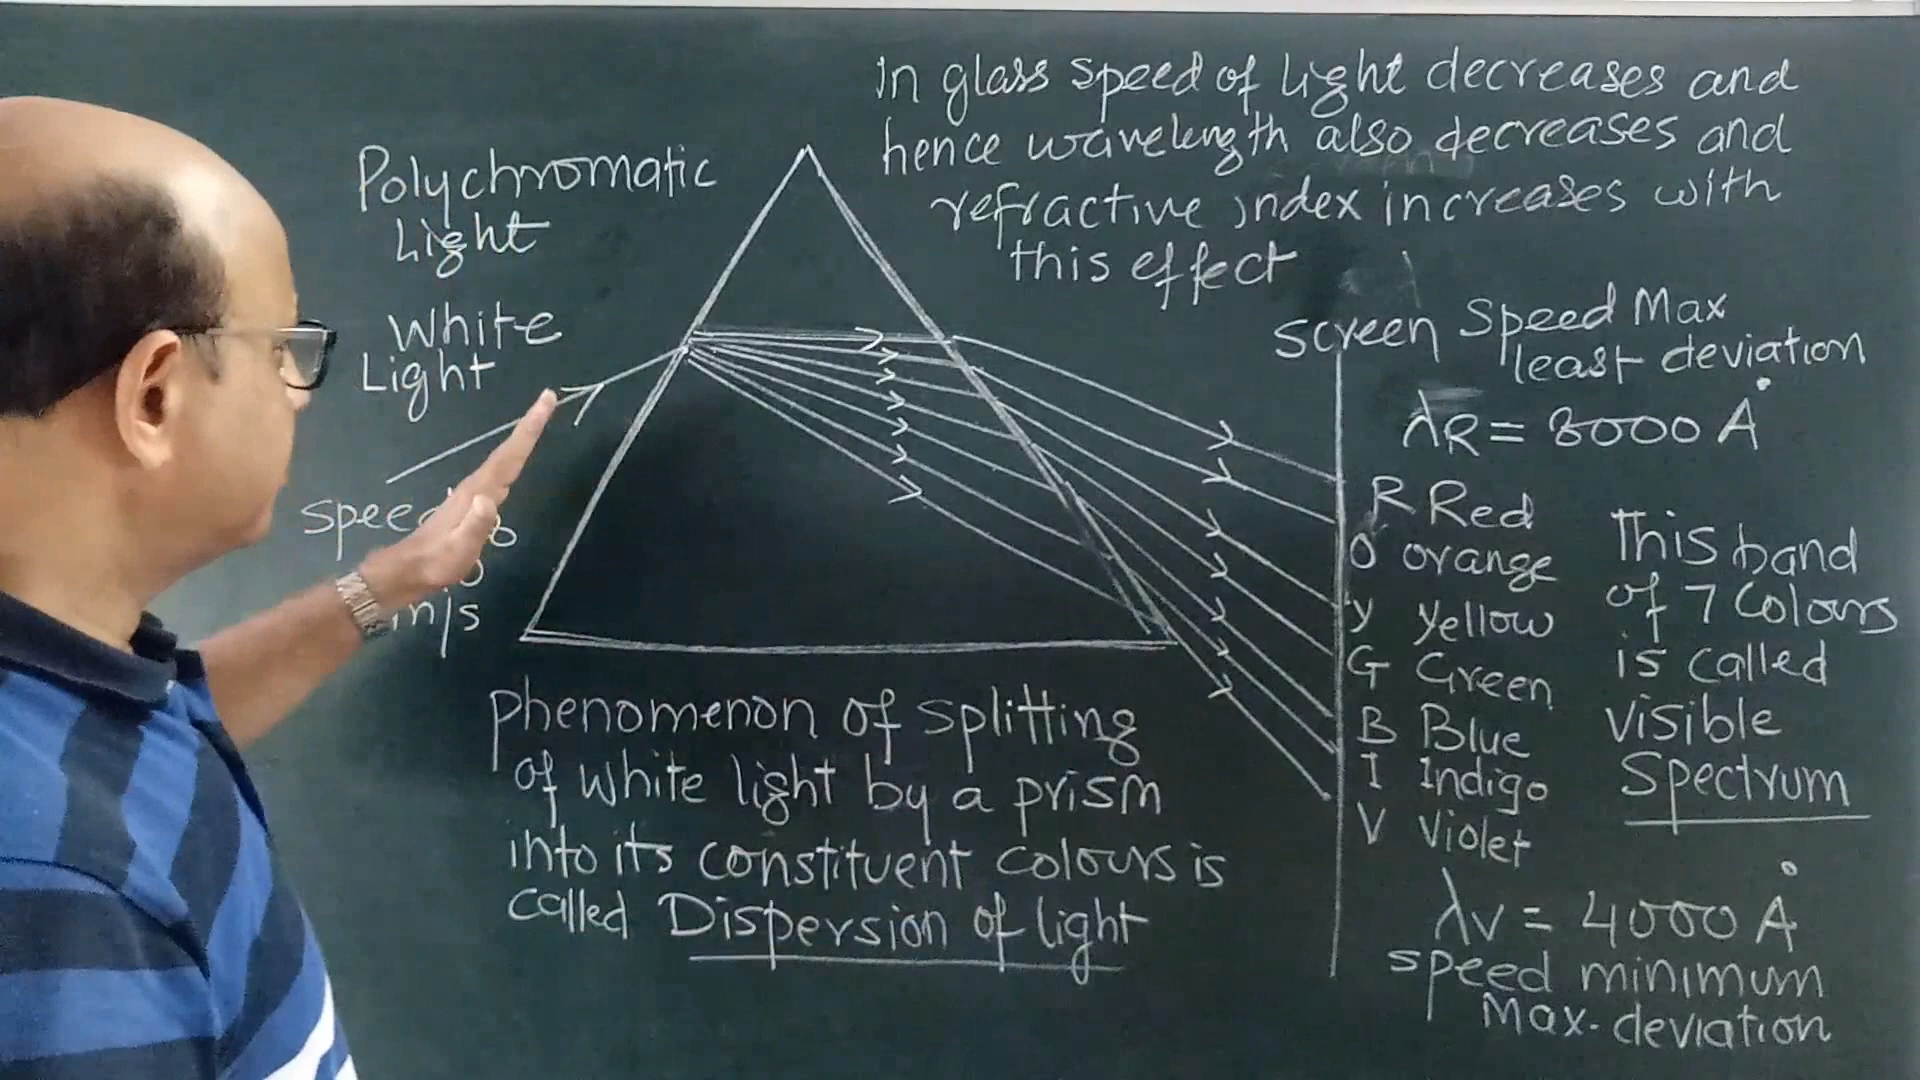 In glass speed of light decreases and
hence wavelength also decreases and
refractive index increases with
this effect
Polychromatic
Light
White
Light
m/s
Screen
Speed Max
least deviation
λR = 8000 Å
R Red
O Orange
Y Yellow
G Green
B Blue
I Indigo
V Violet
This band
of 7 Colours
is called
visible
Spectrum
λV = 4000 Å
speed minimum
Max. deviation
Phenomenon of splitting
of white light by a prism
into its constituent colours is
called Dispersion of light